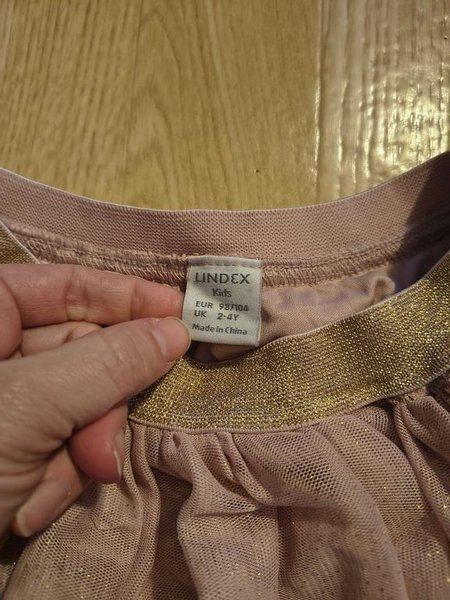 LINDEX
Kids
EUR 98/104
UK 2-4Y
Made in China